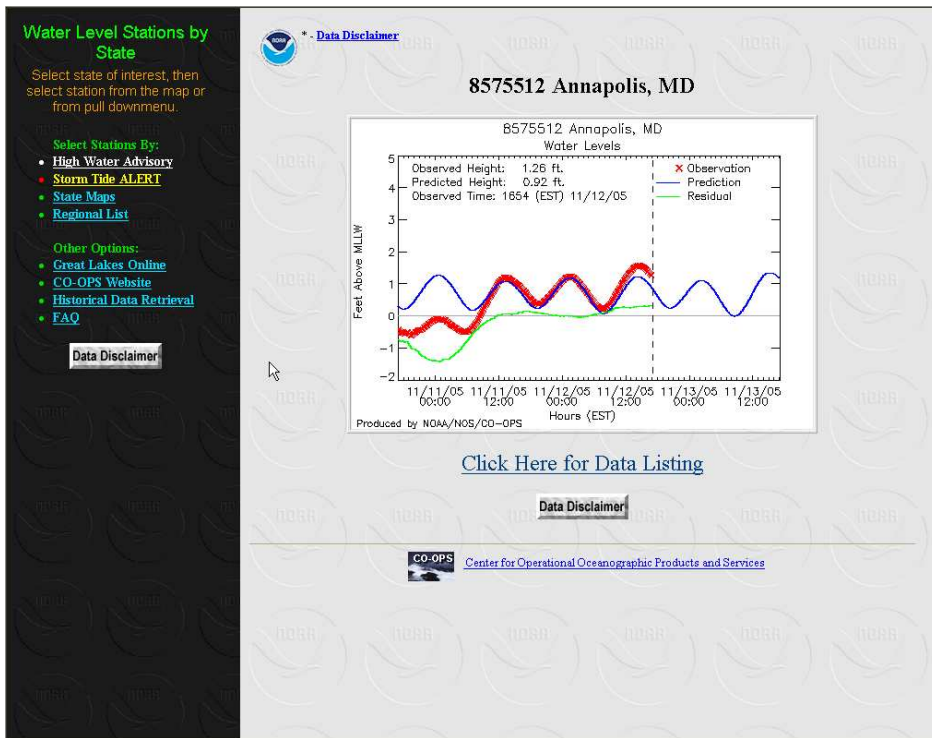 Water Level Stations by
State
Select state of interest, then
select station from the map or
from pull downmenu.
Select Stations By:
High Water Advisory
Storm Tide ALERT
State Maps
Regional List
Other Options:
Great Lakes Online
CO-OPS Website
Historical Data Retrieval
FAQ
Data Disclaimer
NOAA
* - Data Disclaimer
8575512 Annapolis, MD
8575512 Annapolis, MD
Water Levels
Observed Height: 1.26 ft.
Predicted Height: 0.92 ft.
Observed Time: 1654 (EST) 11/12/05
Observation
Prediction
Residual
Feet Above MLLW
5
4
3
2
1
0
-1
-2
11/11/05 11/11/05 11/12/05 11/12/05 11/13/05 11/13/05
00:00 12:00 00:00 12:00 00:00 12:00
Hours (EST)
Produced by NOAA/NOS/CO-OPS
Click Here for Data Listing
Data Disclaimer
CO-OPS
Center for Operational Oceanographic Products and Services